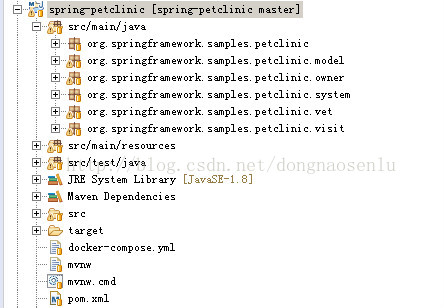 spring-petclinic [spring-petclinic master]
src/main/java
org.springframework.samples.petclinic
org.springframework.samples.petclinic.model
org.springframework.samples.petclinic.owner
org.springframework.samples.petclinic.system
org.springframework.samples.petclinic.vet
org.springframework.samples.petclinic.visit
src/main/resources
src/test/java
http://blog.csdn.net/dongnaosenlu
JRE System Library [JavaSE-1.8]
Maven Dependencies
src
target
docker-compose.yml
mvnw
mvnw.cmd
pom.xml